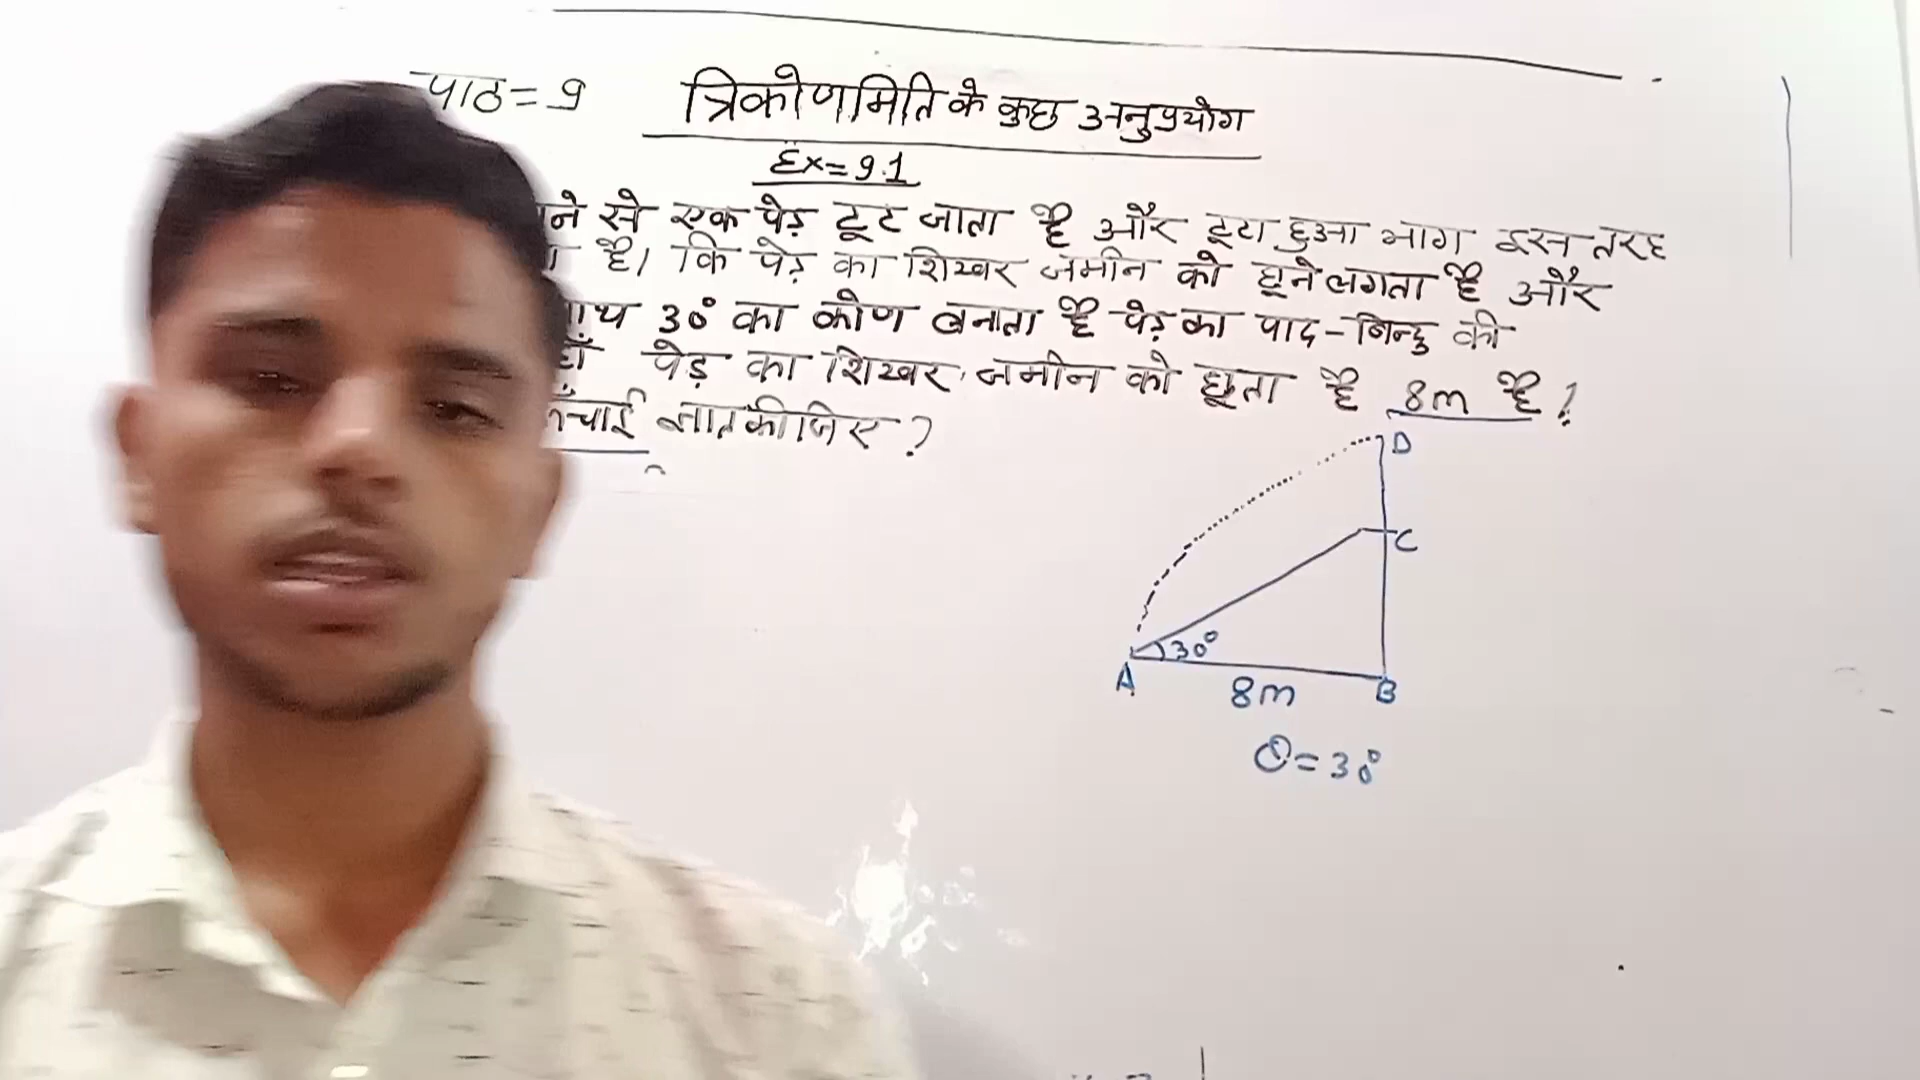 पाठ = 9 त्रिकोणमिति के कुछ अनुप्रयोग
Ex = 9.1
ने से एक पेड़ टूट जाता है और टूटा हुआ भाग इस तरह
है। कि पेड़ का शिखर जमीन को छूने लगता है और
30° का कोण बनाता है पेड़ का पाद-बिन्दु की
पेड़ का शिखर जमीन को छूता है 8m है।
ज्ञात कीजिए?
D
C
30°
A
8m
B
θ = 30°